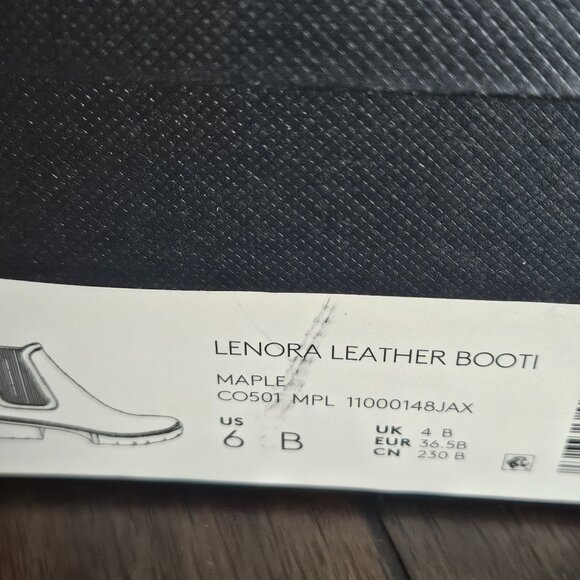 LENORA LEATHER BOOTI
MAPLE
CO501 MPL 11000148JAX
US
6 B
UK 4 B
EUR 36.5B
CN 230 B